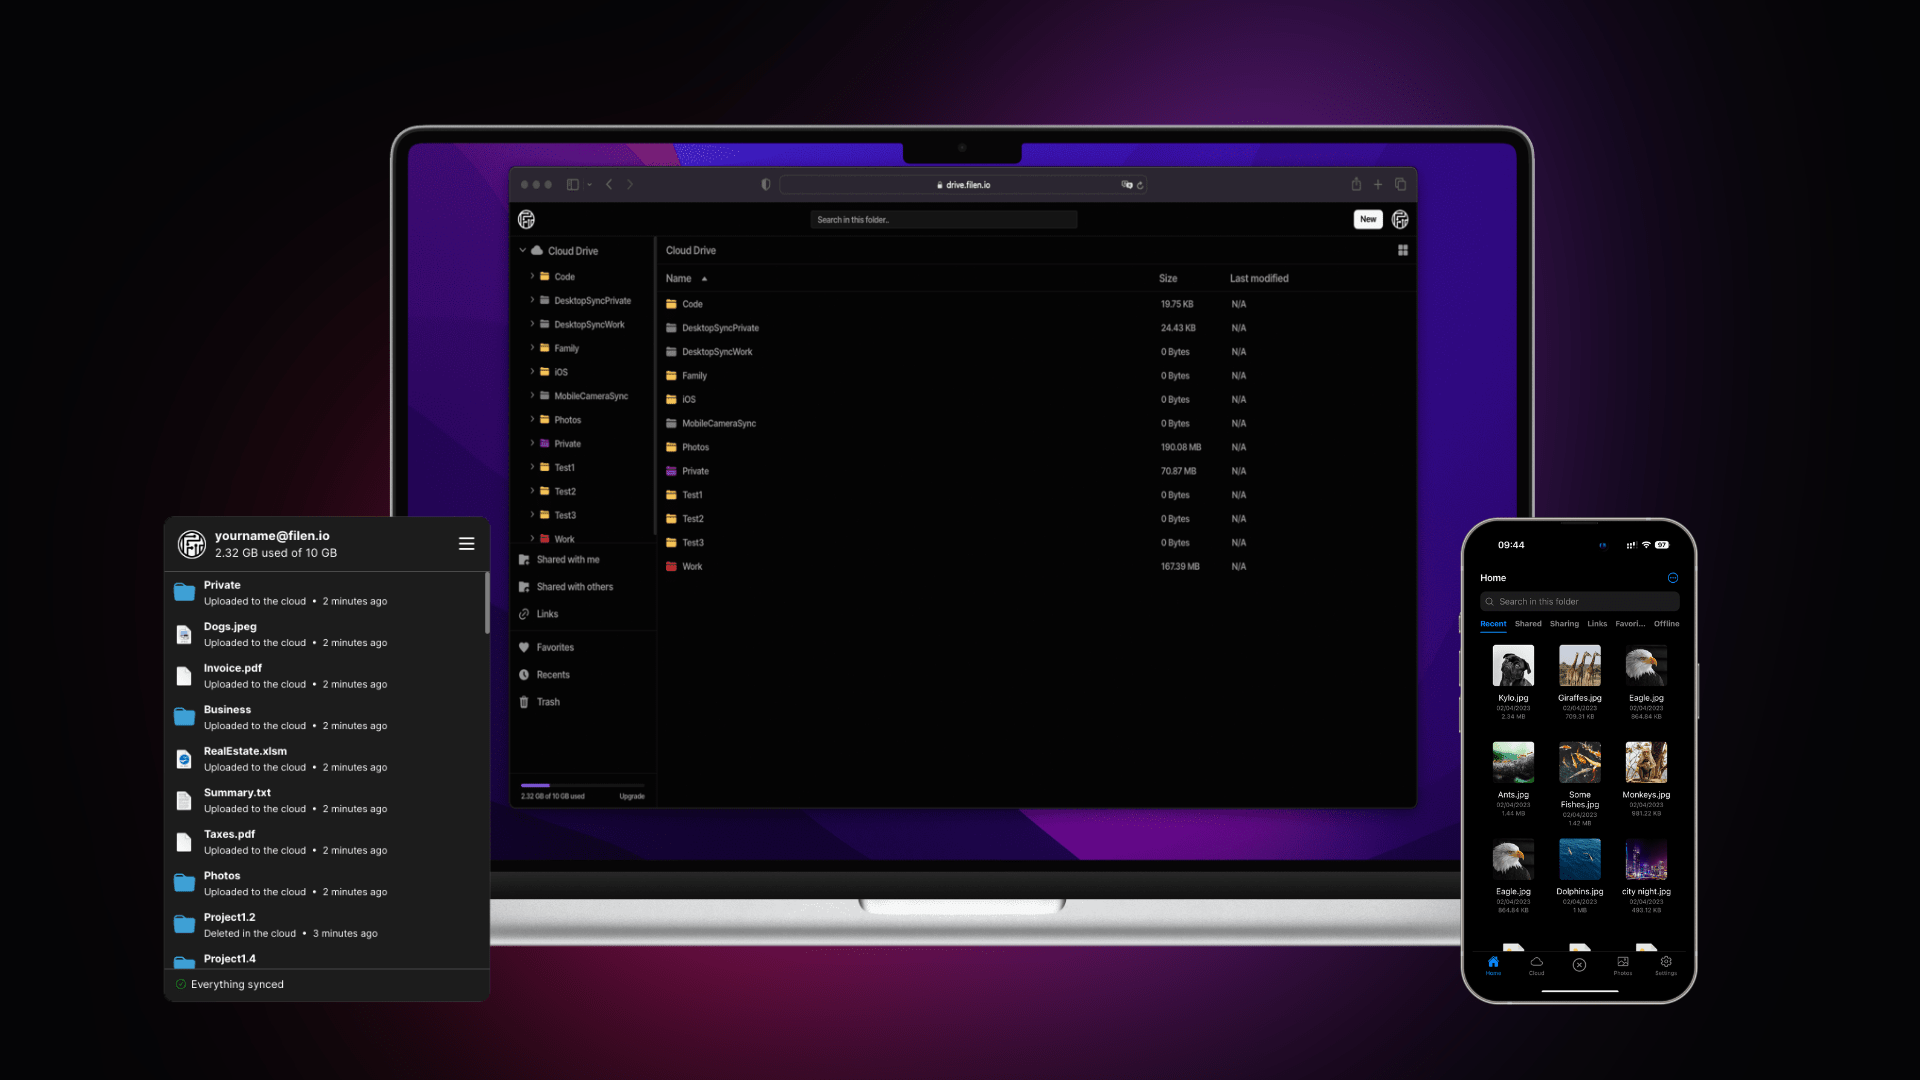 drive.filen.io
Search in this folder..
New
Cloud Drive
Code
DesktopSyncPrivate
DesktopSyncWork
Family
iOS
MobileCameraSync
Photos
Private
Test1
Test2
Test3
Work
Shared with me
Shared with others
Links
Favorites
Recents
Trash
2.32 GB of 10 GB used Upgrade
Cloud Drive
Name Size Last modified
Code 19.75 KB N/A
DesktopSyncPrivate 24.43 KB N/A
DesktopSyncWork 0 Bytes N/A
Family 0 Bytes N/A
iOS 0 Bytes N/A
MobileCameraSync 0 Bytes N/A
Photos 190.08 MB N/A
Private 70.87 MB N/A
Test1 0 Bytes N/A
Test2 0 Bytes N/A
Test3 0 Bytes N/A
Work 167.39 MB N/A
yourname@filen.io
2.32 GB used of 10 GB
Private
Uploaded to the cloud • 2 minutes ago
Dogs.jpeg
Uploaded to the cloud • 2 minutes ago
Invoice.pdf
Uploaded to the cloud • 2 minutes ago
Business
Uploaded to the cloud • 2 minutes ago
RealEstate.xlsm
Uploaded to the cloud • 2 minutes ago
Summary.txt
Uploaded to the cloud • 2 minutes ago
Taxes.pdf
Uploaded to the cloud • 2 minutes ago
Photos
Uploaded to the cloud • 2 minutes ago
Project1.2
Deleted in the cloud • 3 minutes ago
Project1.4
Everything synced
09:44 97
Home
Search in this folder
Recent Shared Sharing Links Favori... Offline
Kylo.jpg Giraffes.jpg Eagle.jpg
02/04/2023 02/04/2023 02/04/2023
2.34 MB 709.31 KB 864.84 KB
Ants.jpg Some Fishes.jpg Monkeys.jpg
02/04/2023 02/04/2023 02/04/2023
1.44 MB 1.42 MB 991.22 KB
Eagle.jpg Dolphins.jpg city night.jpg
02/04/2023 02/04/2023 02/04/2023
864.84 KB 1 MB 493.12 KB
Home Cloud Photos Settings